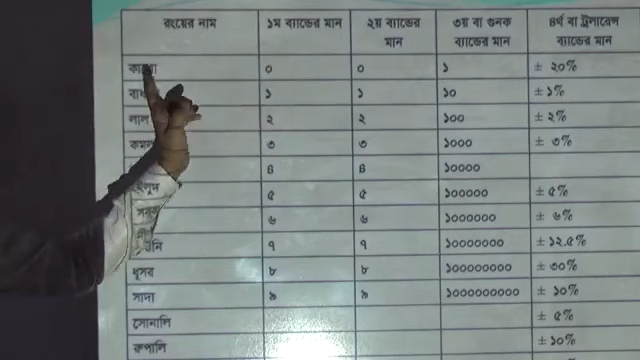 রংয়ের নাম ১ম ব্যান্ডের মান ২য় ব্যান্ডের মান ৩য় বা গুনক ব্যান্ডের মান ৪র্থ বা টলারেন্স ব্যান্ডের মান
০ ০ ১ ± ২০%
১ ১ ১০ ± ১%
লাল ২ ২ ১০০ ± ২%
৩ ৩ ১০০০ ± ৩%
৪ ৪ ১০০০০
৫ ৫ ১০০০০০ ± ৫%
৬ ৬ ১০০০০০০ ± ৬%
৭ ৭ ১০০০০০০০ ± ১২.৫%
ধূসর ৮ ৮ ১০০০০০০০০ ± ৩০%
সাদা ৯ ৯ ১০০০০০০০০০ ± ১০%
সোনালি ± ৫%
রুপালি ± ১০%